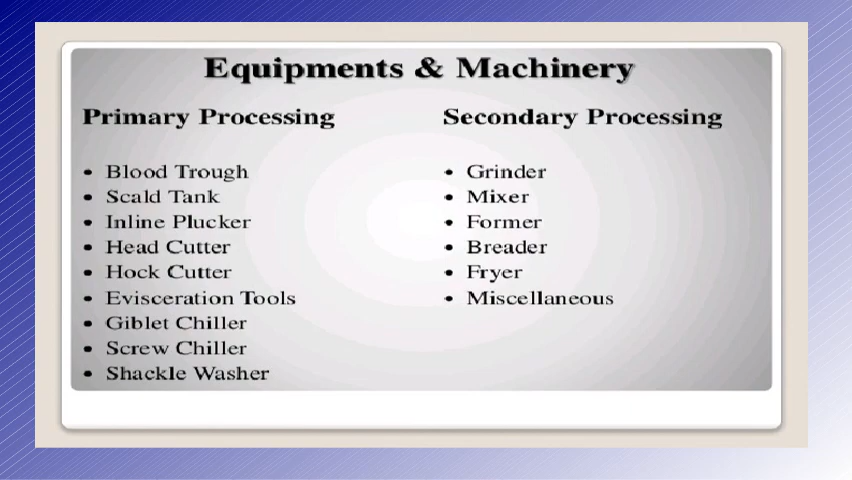 Equipments & Machinery
Primary Processing
• Blood Trough
• Scald Tank
• Inline Plucker
• Head Cutter
• Hock Cutter
• Evisceration Tools
• Giblet Chiller
• Screw Chiller
• Shackle Washer
Secondary Processing
• Grinder
• Mixer
• Former
• Breader
• Fryer
• Miscellaneous